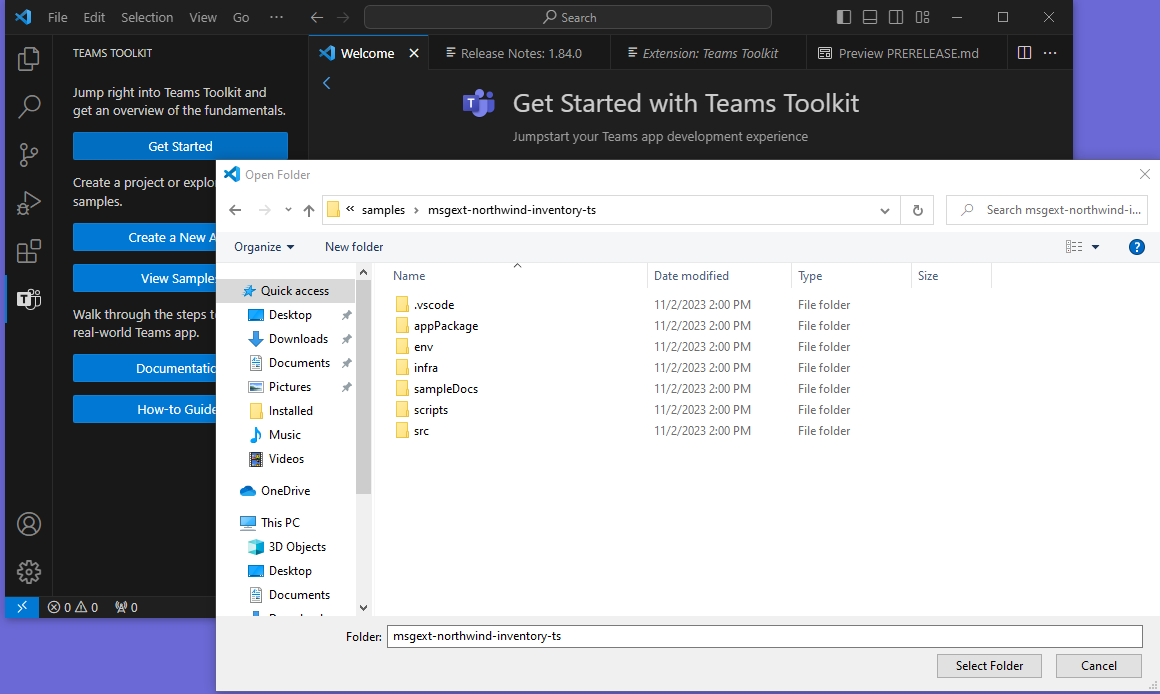 File Edit Selection View Go ··· Search
TEAMS TOOLKIT
Welcome
Release Notes: 1.84.0
Extension: Teams Toolkit
Preview PRERELEASE.md
Jump right into Teams Toolkit and
get an overview of the fundamentals.
Get Started
Create a project or explo
samples.
Create a New A
View Sample
Walk through the steps to
real-world Teams app.
Documentatic
How-to Guide
0 0 0
Get Started with Teams Toolkit
Jumpstart your Teams app development experience
Open Folder
« samples › msgext-northwind-inventory-ts
Search msgext-northwind-i...
Organize New folder
Quick access
Desktop
Downloads
Documents
Pictures
Installed
Music
Videos
OneDrive
This PC
3D Objects
Desktop
Documents
Name Date modified Type Size
.vscode 11/2/2023 2:00 PM File folder
appPackage 11/2/2023 2:00 PM File folder
env 11/2/2023 2:00 PM File folder
infra 11/2/2023 2:00 PM File folder
sampleDocs 11/2/2023 2:00 PM File folder
scripts 11/2/2023 2:00 PM File folder
src 11/2/2023 2:00 PM File folder
Folder: msgext-northwind-inventory-ts
Select Folder Cancel